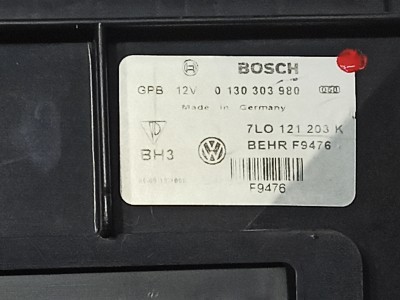 BOSCH
GPB 12V 0 130 303 980
Made in Germany
7L0 121 203 K
BH3 BEHR F9476
F9476